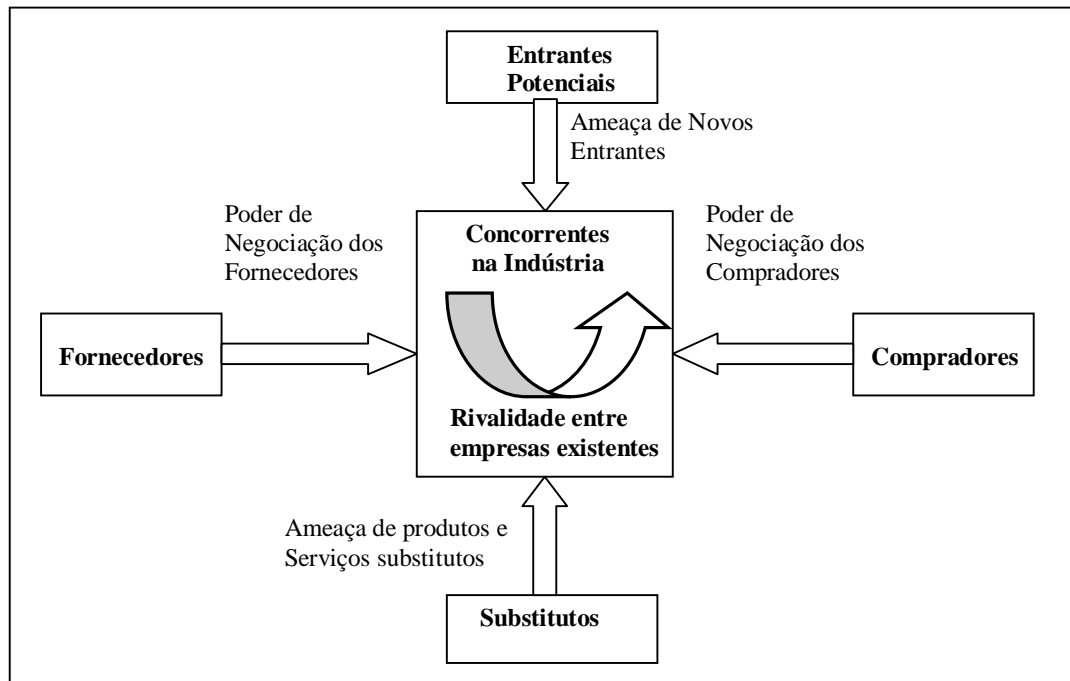 Entrantes
Potenciais
Ameaça de Novos
Entrantes
Poder de
Negociação dos
Fornecedores
Concorrentes
na Indústria
Poder de
Negociação dos
Compradores
Fornecedores
Compradores
Rivalidade entre
empresas existentes
Ameaça de produtos e
Serviços substitutos
Substitutos